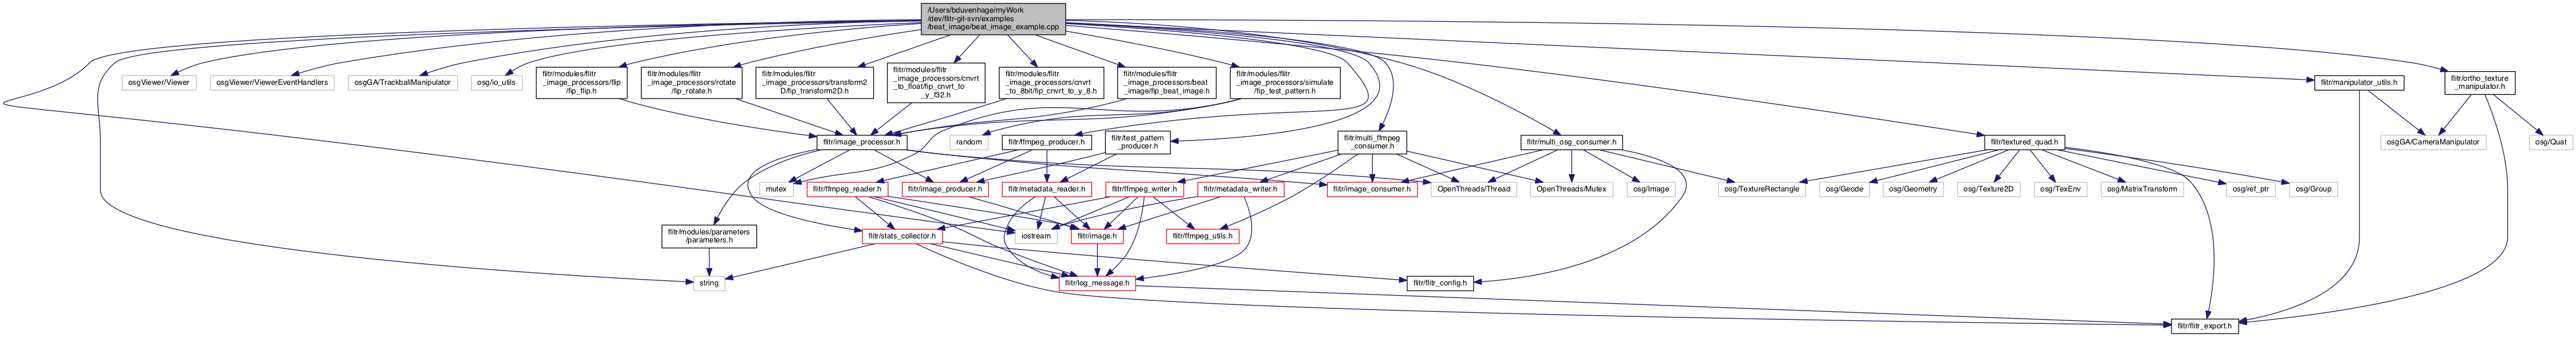 /Users/bduvenhage/myWork
/dev/flitr-git-svn/examples
/beat_image/beat_image_example.cpp
osgViewer/Viewer
osgViewer/ViewerEventHandlers
osgGA/TrackballManipulator
osg/io_utils
flitr/modules/flitr
_image_processors/flip
/fip_flip.h
flitr/modules/flitr
_image_processors/rotate
/fip_rotate.h
flitr/modules/flitr
_image_processors/transform2
D/fip_transform2D.h
flitr/modules/flitr
_image_processors/cnvrt
_to_float/fip_cnvrt_to
_y_f32.h
flitr/modules/flitr
_image_processors/cnvrt
_to_8bit/fip_cnvrt_to_y_8.h
flitr/modules/flitr
_image_processors/beat
_image/fip_beat_image.h
flitr/modules/flitr
_image_processors/simulate
/fip_test_pattern.h
flitr/manipulator_utils.h
flitr/ortho_texture
_manipulator.h
flitr/image_processor.h
random
flitr/ffmpeg_producer.h
flitr/test_pattern
_producer.h
flitr/multi_ffmpeg
_consumer.h
flitr/multi_osg_consumer.h
flitr/textured_quad.h
osgGA/CameraManipulator
osg/Quat
mutex
flitr/ffmpeg_reader.h
flitr/image_producer.h
flitr/metadata_reader.h
flitr/ffmpeg_writer.h
flitr/metadata_writer.h
flitr/image_consumer.h
OpenThreads/Thread
OpenThreads/Mutex
osg/Image
osg/TextureRectangle
osg/Geode
osg/Geometry
osg/Texture2D
osg/TexEnv
osg/MatrixTransform
osg/ref_ptr
osg/Group
flitr/modules/parameters
/parameters.h
flitr/stats_collector.h
iostream
flitr/image.h
flitr/ffmpeg_utils.h
string
flitr/log_message.h
flitr/flitr_config.h
flitr/flitr_export.h